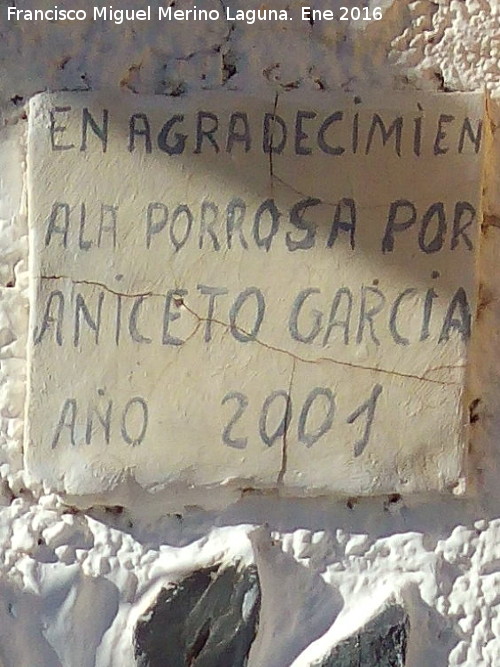 Francisco Miguel Merino Laguna. Ene 2016
EN AGRADECIMIEN
ALA PORROSA POR
ANICETO GARCIA
AÑO 2001